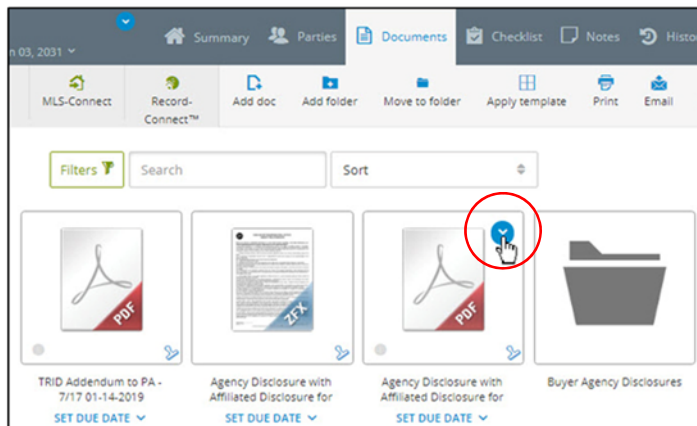 Summary
Parties
Documents
Checklist
Notes
Histo
n 03, 2031
MLS-Connect
Record-
Connect™
Add doc
Add folder
Move to folder
Apply template
Print
Email
Filters
Search
Sort
PDF
ZFX
PDF
TRID Addendum to PA -
7/17 01-14-2019
SET DUE DATE
Agency Disclosure with
Affiliated Disclosure for
SET DUE DATE
Agency Disclosure with
Affiliated Disclosure for
SET DUE DATE
Buyer Agency Disclosures